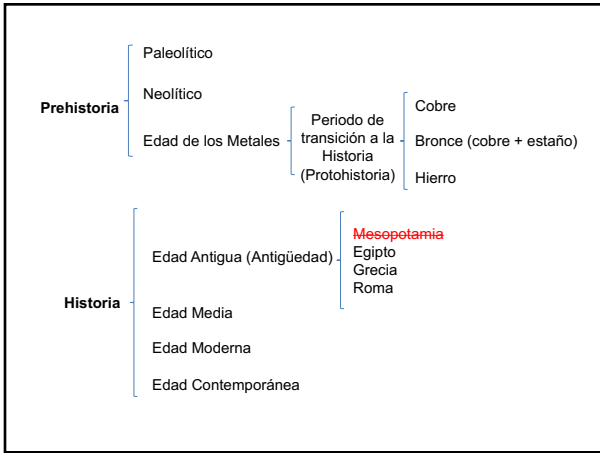 Paleolítico
Neolítico
Prehistoria
Edad de los Metales
Periodo de
transición a la
Historia
(Protohistoria)
Cobre
Bronce (cobre + estaño)
Hierro
Historia
Edad Antigua (Antigüedad)
Mesopotamia
Egipto
Grecia
Roma
Edad Media
Edad Moderna
Edad Contemporánea